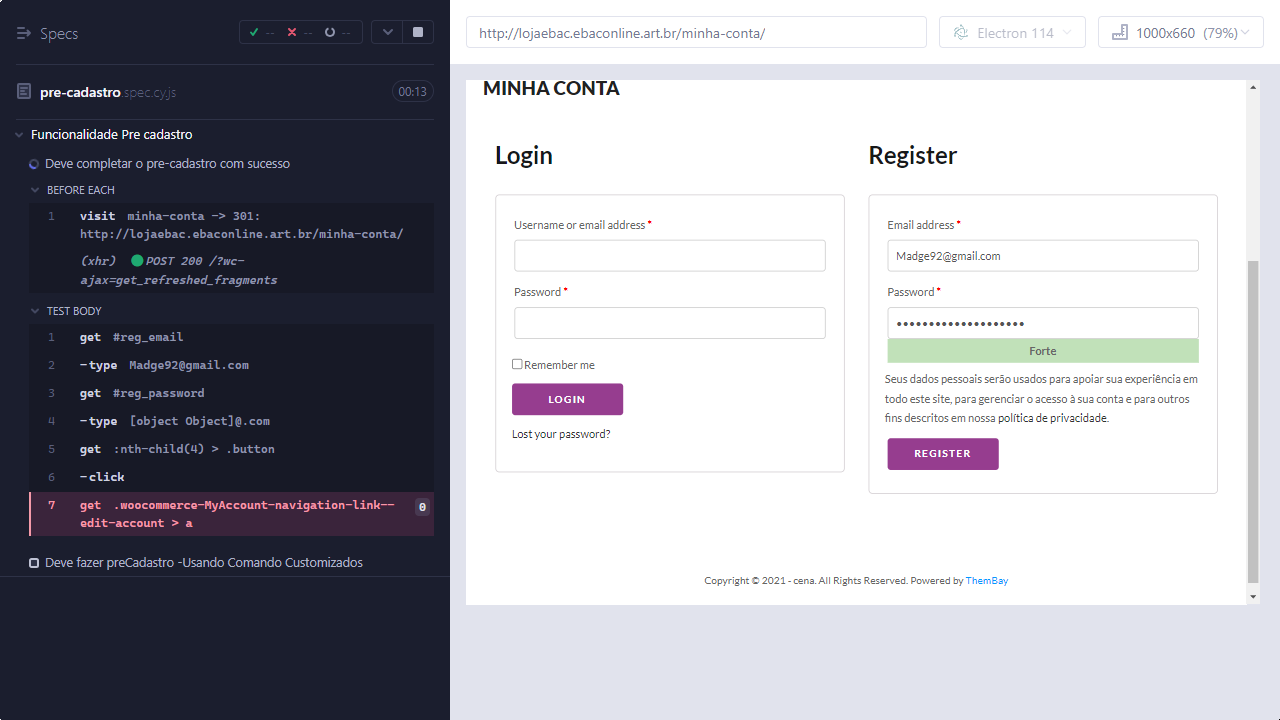 Specs
-- -- --
pre-cadastro.spec.cy.js
00:13
Funcionalidade Pre cadastro
Deve completar o pre-cadastro com sucesso
BEFORE EACH
1 visit minha-conta -> 301:
http://lojaebac.ebaconline.art.br/minha-conta/
(xhr) POST 200 /?wc-
ajax=get_refreshed_fragments
TEST BODY
1 get #reg_email
2 -type Madge92@gmail.com
3 get #reg_password
4 -type [object Object]@.com
5 get :nth-child(4) > .button
6 -click
7 get .woocommerce-MyAccount-navigation-link--
edit-account > a
0
Deve fazer preCadastro -Usando Comando Customizados
http://lojaebac.ebaconline.art.br/minha-conta/
Electron 114
1000x660 (79%)
MINHA CONTA
Login
Username or email address *
Password *
Remember me
LOGIN
Lost your password?
Register
Email address *
Madge92@gmail.com
Password *
••••••••••••••••••••
Forte
Seus dados pessoais serão usados para apoiar sua experiência em
todo este site, para gerenciar o acesso à sua conta e para outros
fins descritos em nossa política de privacidade.
REGISTER
Copyright © 2021 - cena. All Rights Reserved. Powered by ThemBay